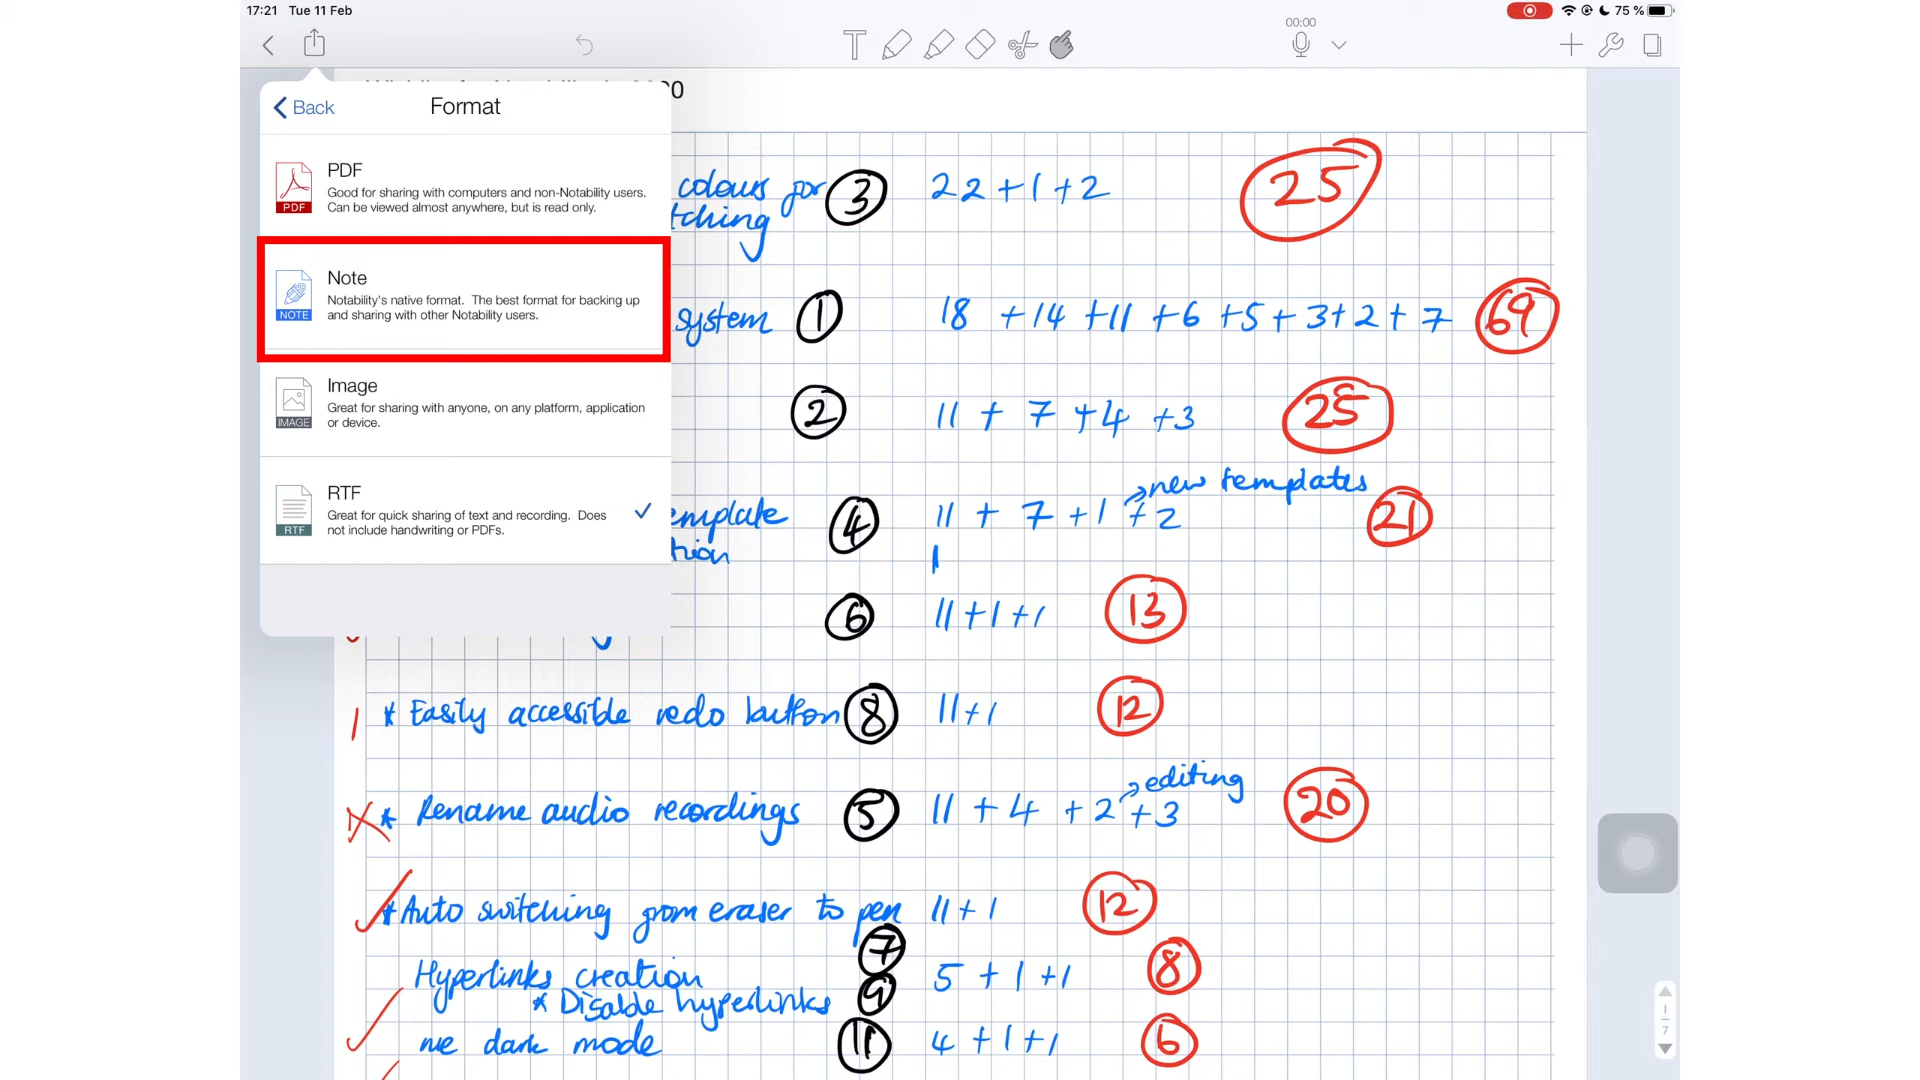 17:21 Tue 11 Feb 75 %
00:00
Back Format
PDF
Good for sharing with computers and non-Notability users.
Can be viewed almost anywhere, but is read only.
PDF
Note
Notability's native format. The best format for backing up
and sharing with other Notability users.
NOTE
Image
Great for sharing with anyone, on any platform, application
or device.
IMAGE
RTF
Great for quick sharing of text and recording. Does
not include handwriting or PDFs.
RTF
colours for 3 22 +1 +2 25
tching
system 1 18 +14 +11 +6 +5 + 3 + 2 + 7 69
2 11 + 7 +4 +3 25
new templates
emplate 4 11 + 7 +1 +2 21
tion
6 11 +1 +1 13
* Easily accessible redo button 8 11+1 12
editing
* Rename audio recordings 5 11 + 4 + 2 +3 20
* Auto switching from eraser to pen 11+1 12
7
Hyperlinks creation 5 + 1 +1 8
* Disable hyperlinks 9
dark mode 11 4 +1 +1 6
1
7